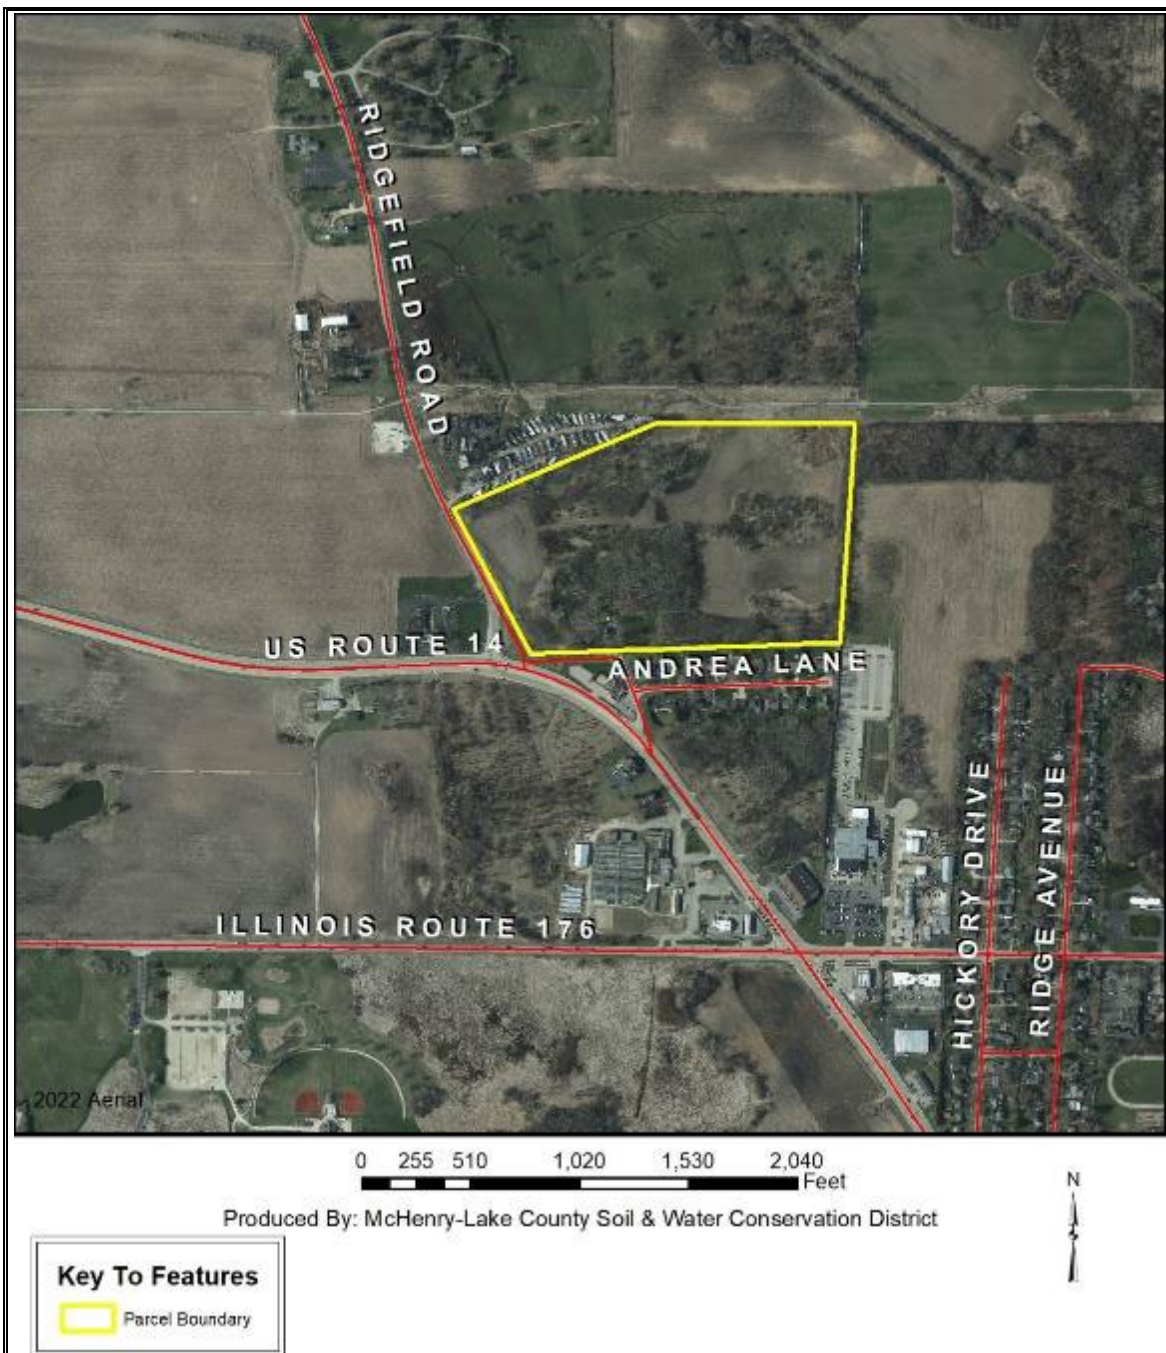 RIDGEFIELD ROAD
US ROUTE 14
ANDREA LANE
HICKORY DRIVE
RIDGE AVENUE
ILLINOIS ROUTE 176
2022 Aerial
0 255 510 1,020 1,530 2,040
Feet
Produced By: McHenry-Lake County Soil & Water Conservation District
N
Key To Features
Parcel Boundary